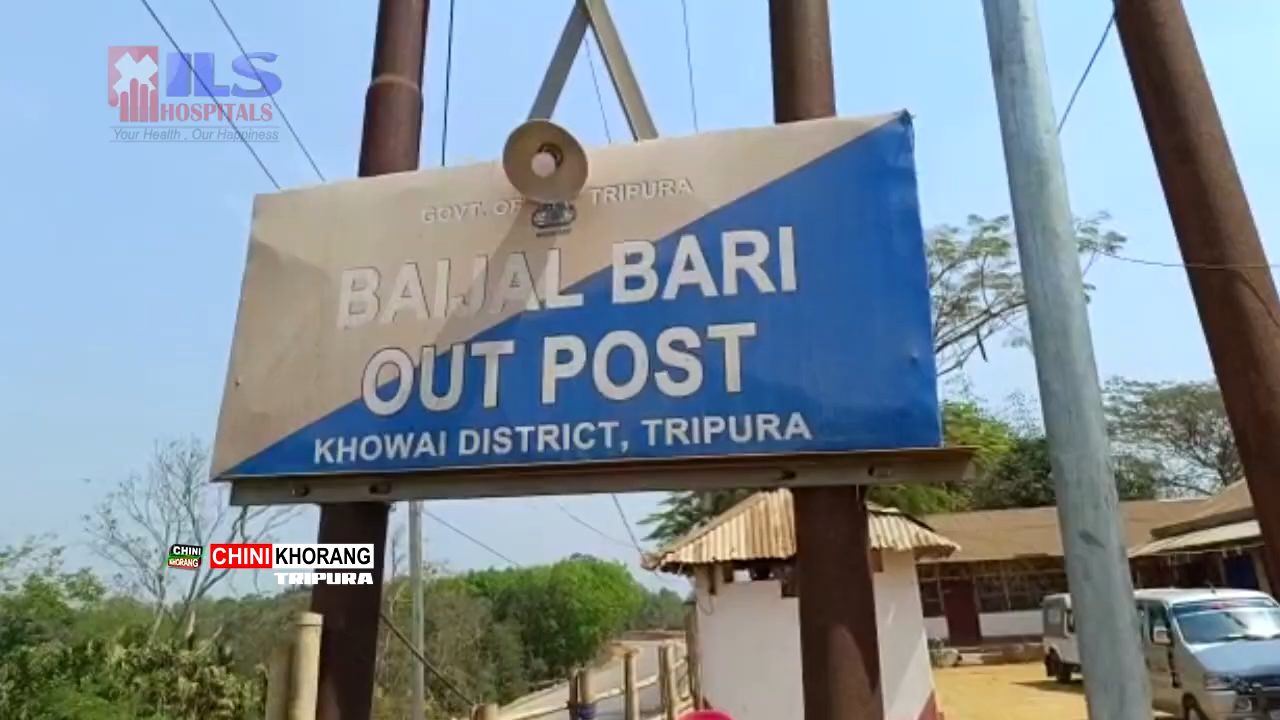 ILS
HOSPITALS
Your Health , Our Happiness
GOVT. OF TRIPURA
BAIJAL BARI
OUT POST
KHOWAI DISTRICT, TRIPURA
CHINI
KHORANG
CHINI KHORANG
TRIPURA